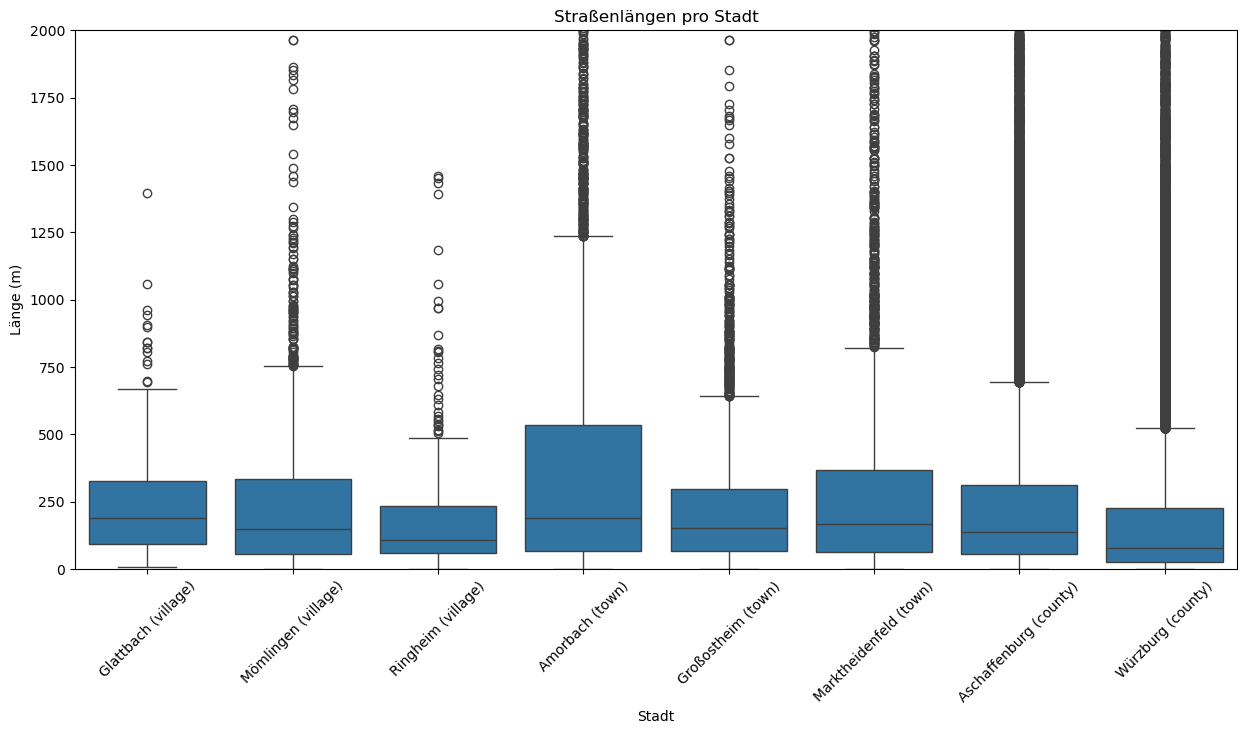 Straßenlängen pro Stadt
Länge (m)
2000
1750
1500
1250
1000
750
500
250
0
Glattbach (village)
Mömlingen (village)
Ringheim (village)
Amorbach (town)
Großostheim (town)
Marktheidenfeld (town)
Aschaffenburg (county)
Würzburg (county)
Stadt